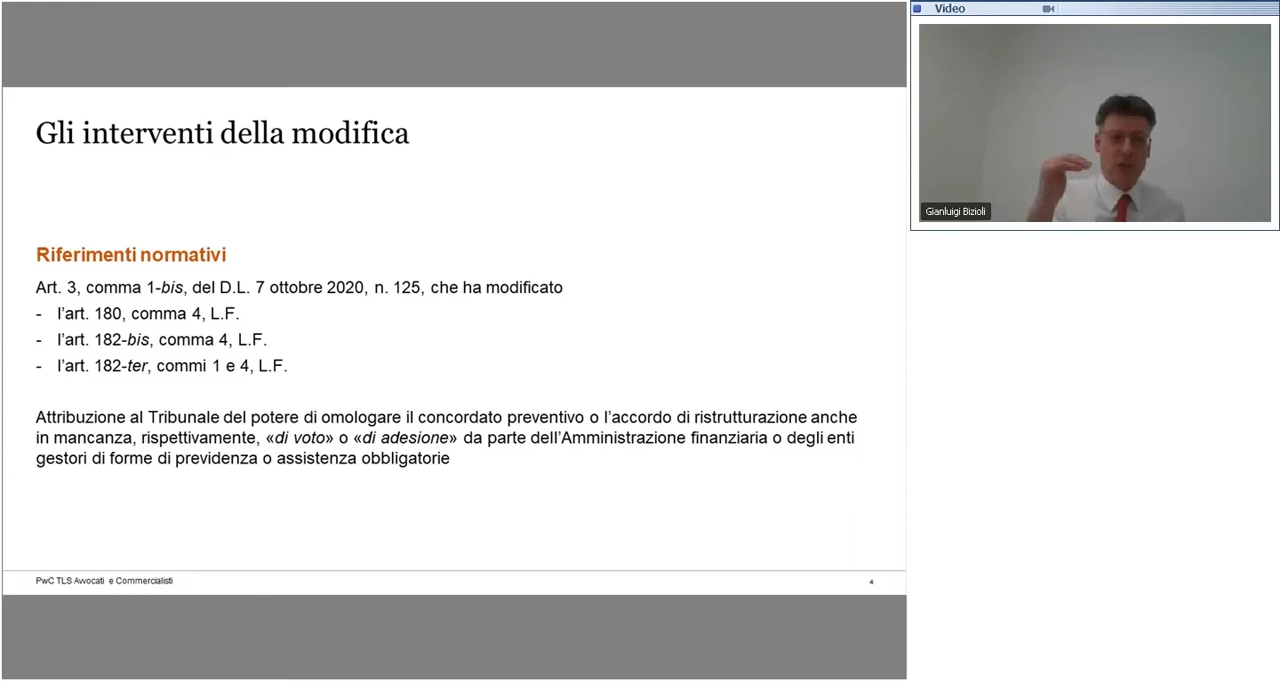 Gli interventi della modifica
Riferimenti normativi
Art. 3, comma 1-bis, del D.L. 7 ottobre 2020, n. 125, che ha modificato
- l’art. 180, comma 4, L.F.
- l’art. 182-bis, comma 4, L.F.
- l’art. 182-ter, commi 1 e 4, L.F.
Attribuzione al Tribunale del potere di omologare il concordato preventivo o l’accordo di ristrutturazione anche
in mancanza, rispettivamente, «di voto» o «di adesione» da parte dell’Amministrazione finanziaria o degli enti
gestori di forme di previdenza o assistenza obbligatorie
PwC TLS Avvocati e Commercialisti
4
Video
Gianluigi Bizioli